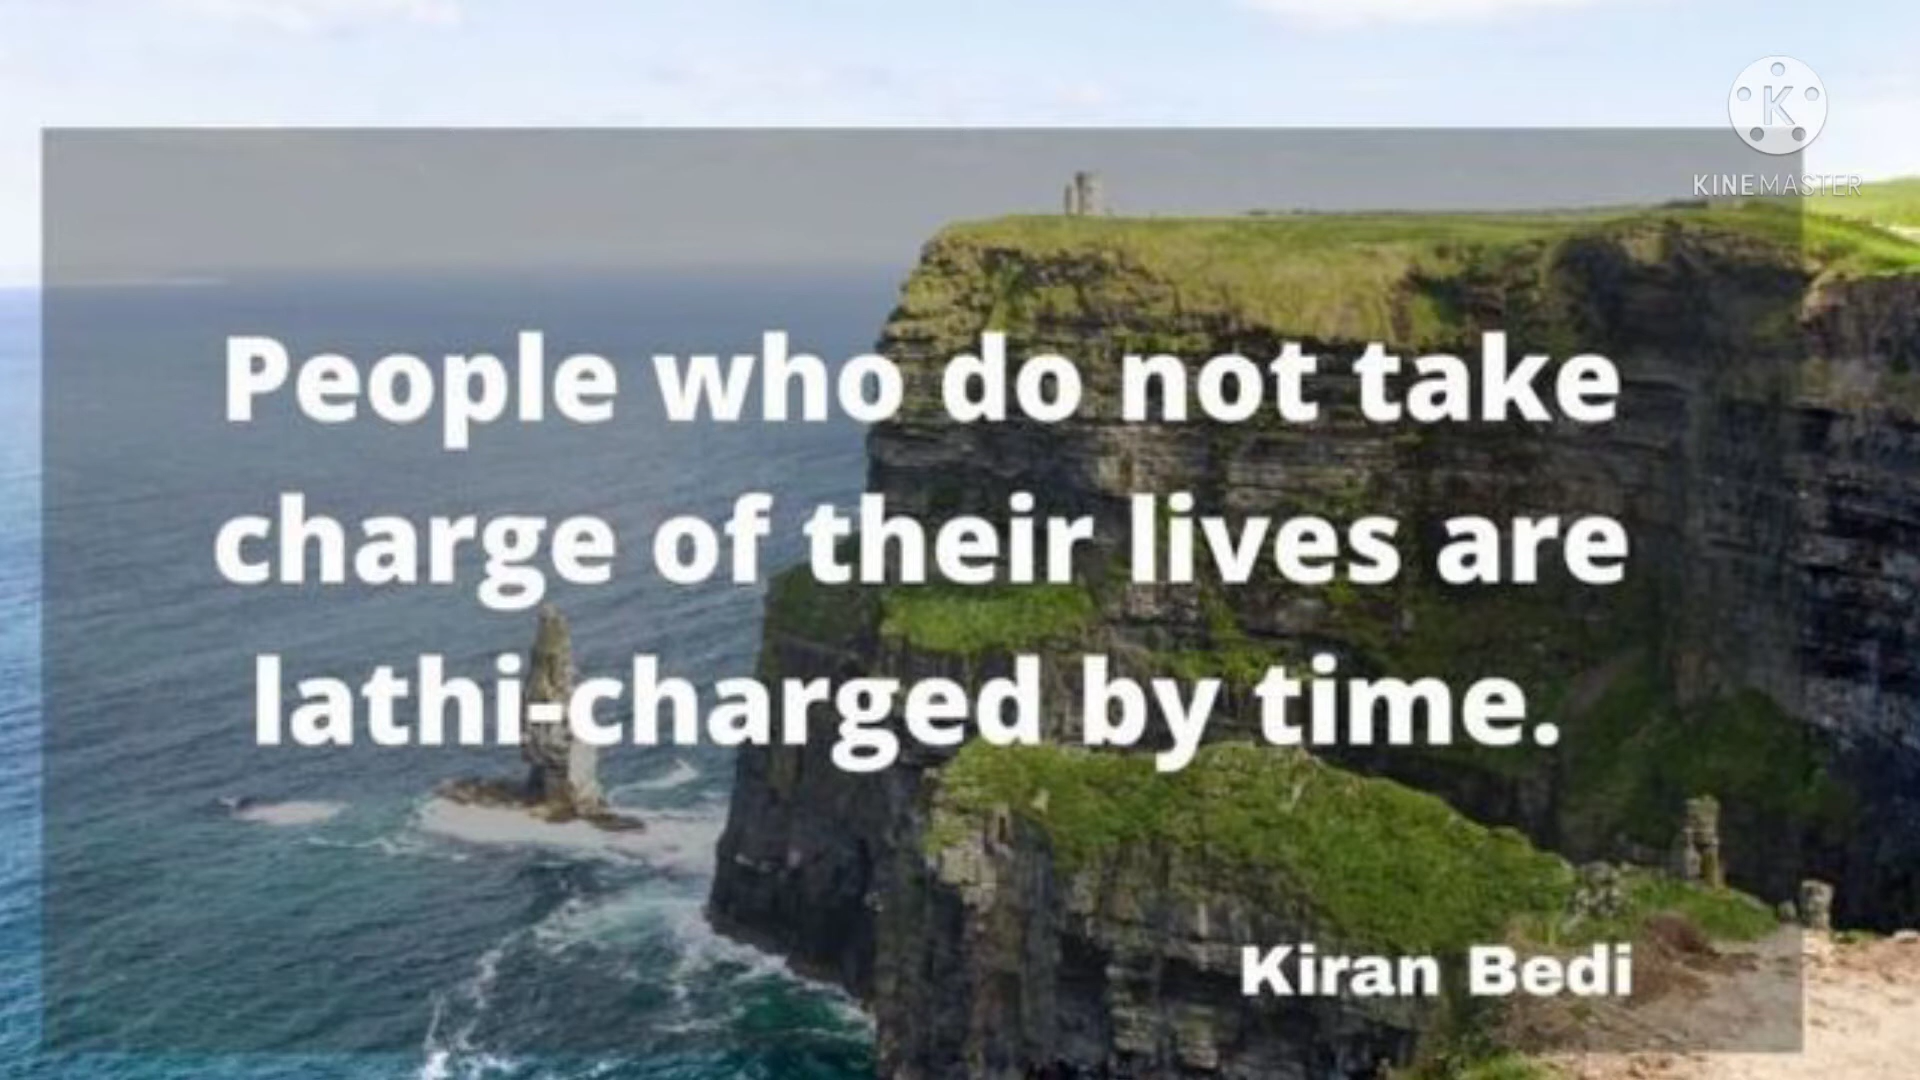 K
KINEMASTER
People who do not take
charge of their lives are
lathi-charged by time.
Kiran Bedi